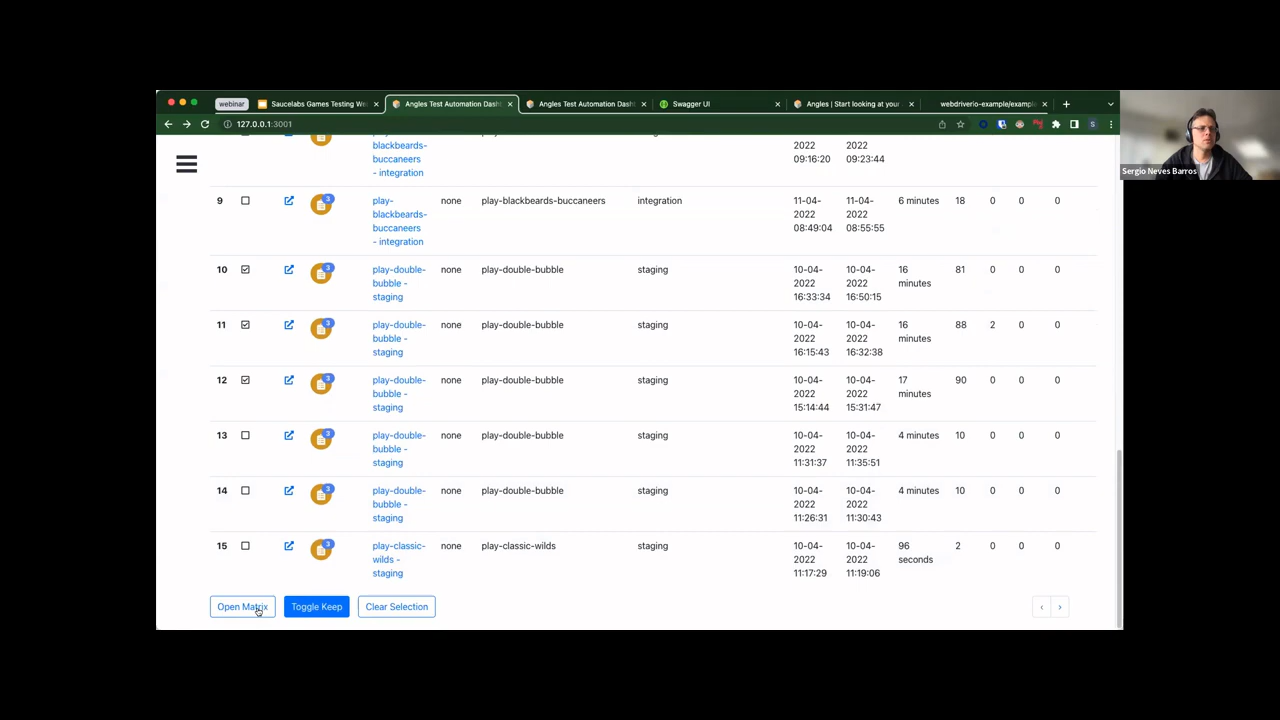 webinar Saucelabs Games Testing We Angles Test Automation Dash Angles Test Automation Dash Swagger UI Angles | Start looking at your webdriverio-example/example
127.0.0.1:3001
Sergio Neves Barros
blackbeards-
buccaneers
- integration
2022
09:16:20
2022
09:23:44
9 3 play-
blackbeards-
buccaneers
- integration
none play-blackbeards-buccaneers integration
11-04-
2022
08:49:04
11-04-
2022
08:55:55
6 minutes 18 0 0 0
10 3 play-double-
bubble -
staging
none play-double-bubble staging
10-04-
2022
16:33:34
10-04-
2022
16:50:15
16
minutes
81 0 0 0
11 3 play-double-
bubble -
staging
none play-double-bubble staging
10-04-
2022
16:15:43
10-04-
2022
16:32:38
16
minutes
88 2 0 0
12 3 play-double-
bubble -
staging
none play-double-bubble staging
10-04-
2022
15:14:44
10-04-
2022
15:31:47
17
minutes
90 0 0 0
13 3 play-double-
bubble -
staging
none play-double-bubble staging
10-04-
2022
11:31:37
10-04-
2022
11:35:51
4 minutes 10 0 0 0
14 3 play-double-
bubble -
staging
none play-double-bubble staging
10-04-
2022
11:26:31
10-04-
2022
11:30:43
4 minutes 10 0 0 0
15 3 play-classic-
wilds -
staging
none play-classic-wilds staging
10-04-
2022
11:17:29
10-04-
2022
11:19:06
96
seconds
2 0 0 0
Open Matrix Toggle Keep Clear Selection ‹ ›